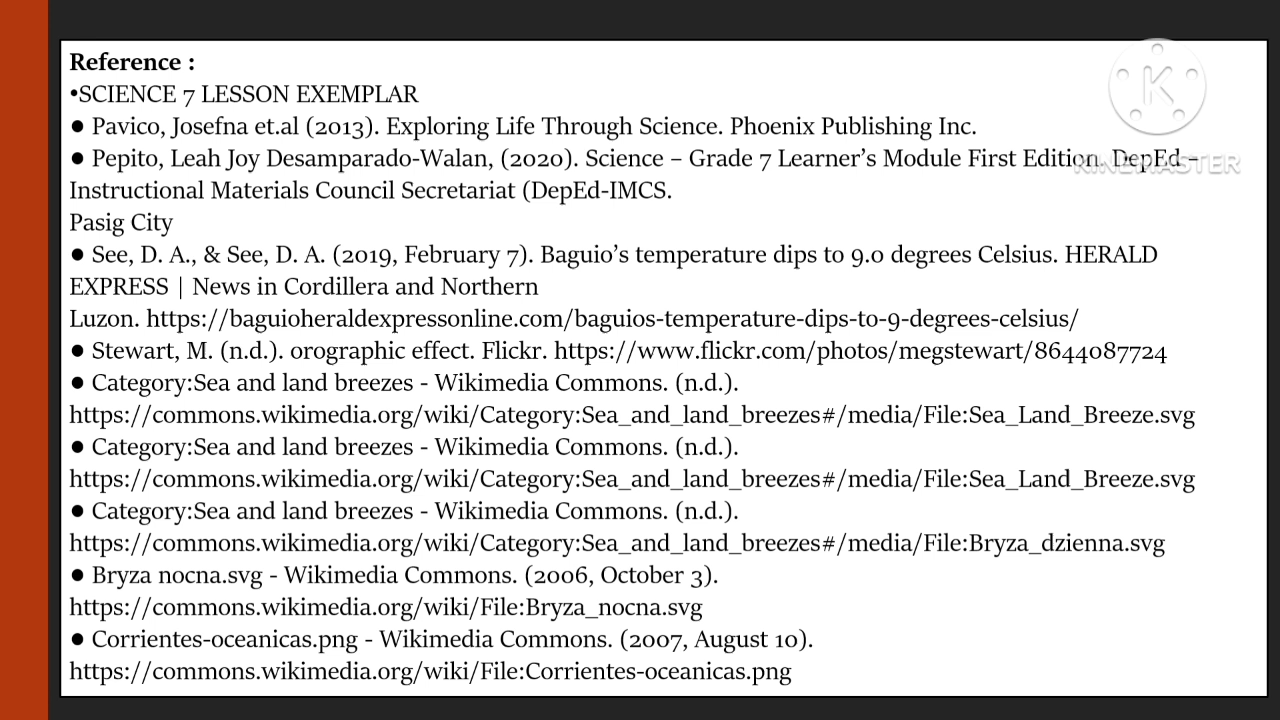 Reference :
•SCIENCE 7 LESSON EXEMPLAR
● Pavico, Josefna et.al (2013). Exploring Life Through Science. Phoenix Publishing Inc.
● Pepito, Leah Joy Desamparado-Walan, (2020). Science – Grade 7 Learner’s Module First Edition. DepEd –
Instructional Materials Council Secretariat (DepEd-IMCS.
Pasig City
● See, D. A., & See, D. A. (2019, February 7). Baguio’s temperature dips to 9.0 degrees Celsius. HERALD
EXPRESS | News in Cordillera and Northern
Luzon. https://baguioheraldexpressonline.com/baguios-temperature-dips-to-9-degrees-celsius/
● Stewart, M. (n.d.). orographic effect. Flickr. https://www.flickr.com/photos/megstewart/8644087724
● Category:Sea and land breezes - Wikimedia Commons. (n.d.).
https://commons.wikimedia.org/wiki/Category:Sea_and_land_breezes#/media/File:Sea_Land_Breeze.svg
● Category:Sea and land breezes - Wikimedia Commons. (n.d.).
https://commons.wikimedia.org/wiki/Category:Sea_and_land_breezes#/media/File:Sea_Land_Breeze.svg
● Category:Sea and land breezes - Wikimedia Commons. (n.d.).
https://commons.wikimedia.org/wiki/Category:Sea_and_land_breezes#/media/File:Bryza_dzienna.svg
● Bryza nocna.svg - Wikimedia Commons. (2006, October 3).
https://commons.wikimedia.org/wiki/File:Bryza_nocna.svg
● Corrientes-oceanicas.png - Wikimedia Commons. (2007, August 10).
https://commons.wikimedia.org/wiki/File:Corrientes-oceanicas.png
K
KINEMASTER